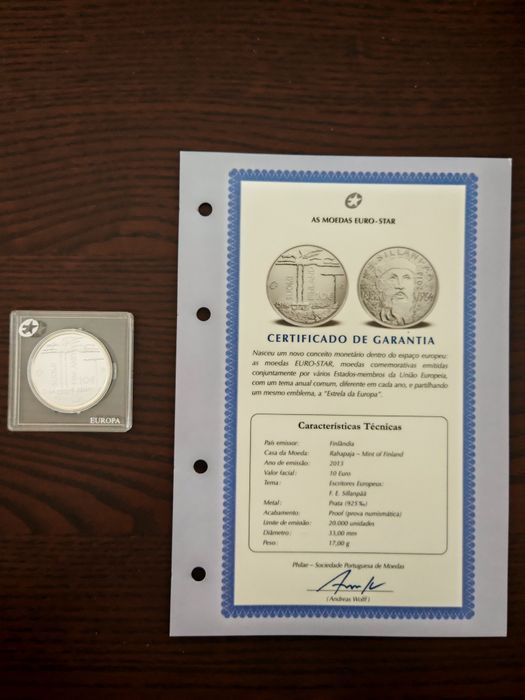 AS MOEDAS EURO-STAR
CERTIFICADO DE GARANTIA
Nasceu um novo conceito monetário dentro do espaço europeu:
as moedas EURO-STAR, moedas comemorativas emitidas
conjuntamente por vários Estados-membros da União Europeia,
com um tema anual comum, diferente em cada ano, e partilhando
um mesmo emblema, a "Estrela da Europa".
Características Técnicas
País emissor: Finlândia
Casa da Moeda: Rahapaja – Mint of Finland
Ano de emissão: 2013
Valor facial: 10 Euro
Tema: Escritores Europeus:
F. E. Sillanpää
Metal: Prata (925‰)
Acabamento: Proof (prova numismática)
Limite de emissão: 20.000 unidades
Diâmetro: 33,00 mm
Peso: 17,00 g
Philae – Sociedade Portuguesa de Moedas
(Andreas Wolff)
EUROPA